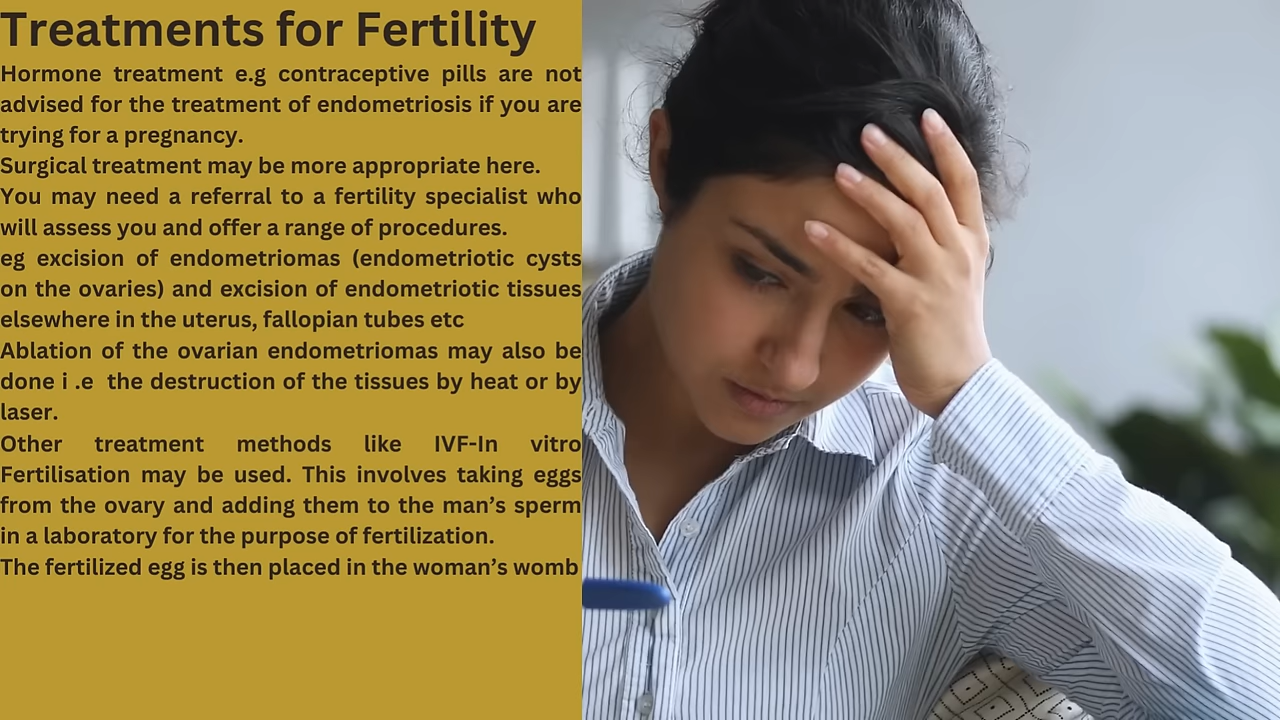 Treatments for Fertility
Hormone treatment e.g contraceptive pills are not
advised for the treatment of endometriosis if you are
trying for a pregnancy.
Surgical treatment may be more appropriate here.
You may need a referral to a fertility specialist who
will assess you and offer a range of procedures.
eg excision of endometriomas (endometriotic cysts
on the ovaries) and excision of endometriotic tissues
elsewhere in the uterus, fallopian tubes etc
Ablation of the ovarian endometriomas may also be
done i .e the destruction of the tissues by heat or by
laser.
Other treatment methods like IVF-In vitro
Fertilisation may be used. This involves taking eggs
from the ovary and adding them to the man’s sperm
in a laboratory for the purpose of fertilization.
The fertilized egg is then placed in the woman’s womb